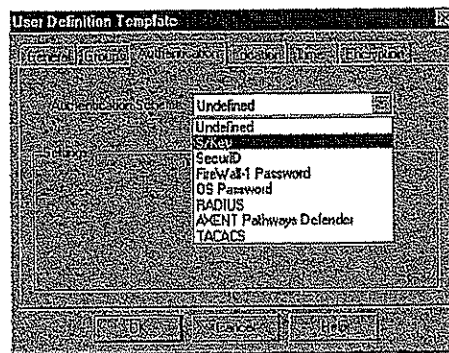 User Definition Template
General Groups Authentication Location Time Encryption
Authentication Scheme: Undefined
Undefined
S/Key
SecurID
FireWall-1 Password
OS Password
RADIUS
AXENT Pathways Defender
TACACS
OK Cancel Help